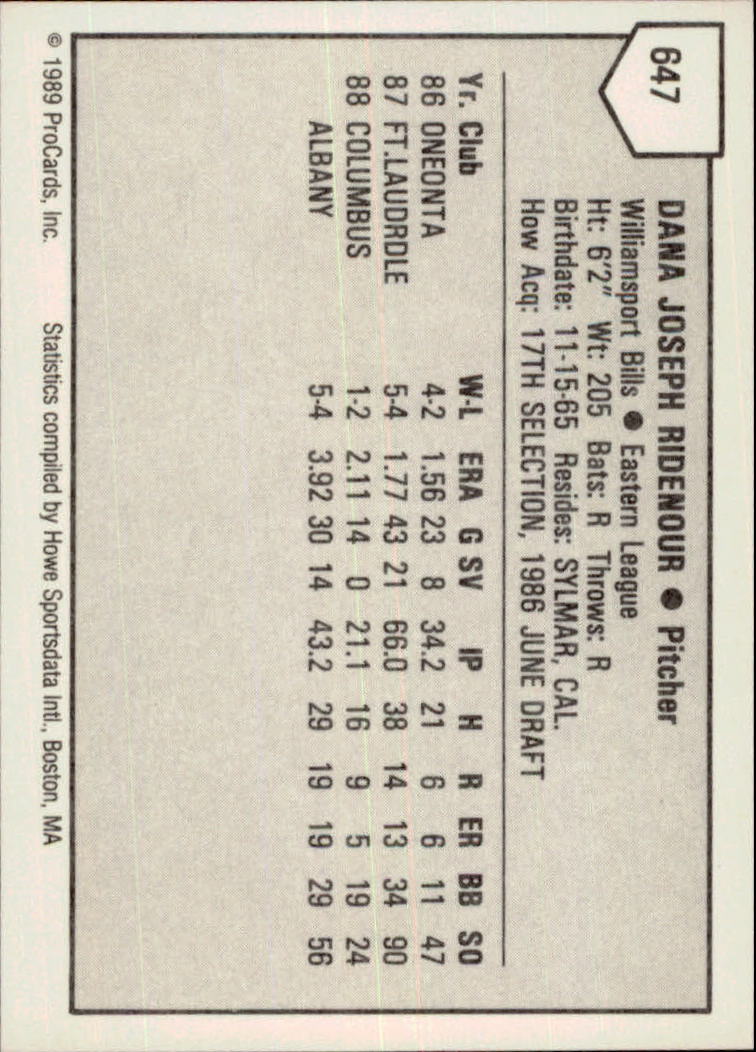 647
DANA JOSEPH RIDENOUR ● Pitcher
Williamsport Bills ● Eastern League
Ht: 6'2" Wt: 205 Bats: R Throws: R
Birthdate: 11-15-65 Resides: SYLMAR, CAL.
How Acq: 17TH SELECTION, 1986 JUNE DRAFT
Yr. Club W-L ERA G SV IP H R ER BB SO
86 ONEONTA 4-2 1.56 23 8 34.2 21 6 6 11 47
87 FT.LAUDRDLE 5-4 1.77 43 21 66.0 38 14 13 34 90
88 COLUMBUS 1-2 2.11 14 0 21.1 16 9 5 19 24
ALBANY 5-4 3.92 30 14 43.2 29 19 19 29 56
© 1989 ProCards, Inc. Statistics compiled by Howe Sportsdata Intl., Boston, MA